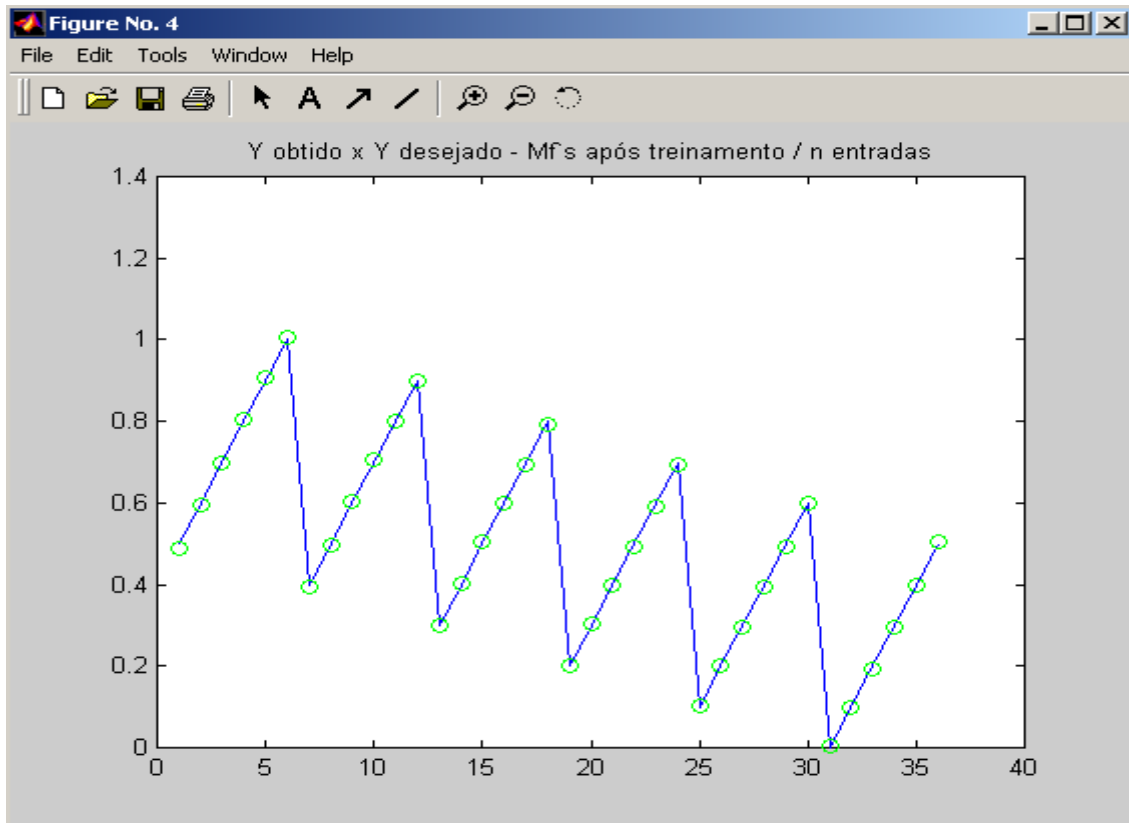 Figure No. 4
File Edit Tools Window Help
A
Y obtido x Y desejado - Mf`s após treinamento / n entradas
1.4
1.2
1
0.8
0.6
0.4
0.2
0
0 5 10 15 20 25 30 35 40